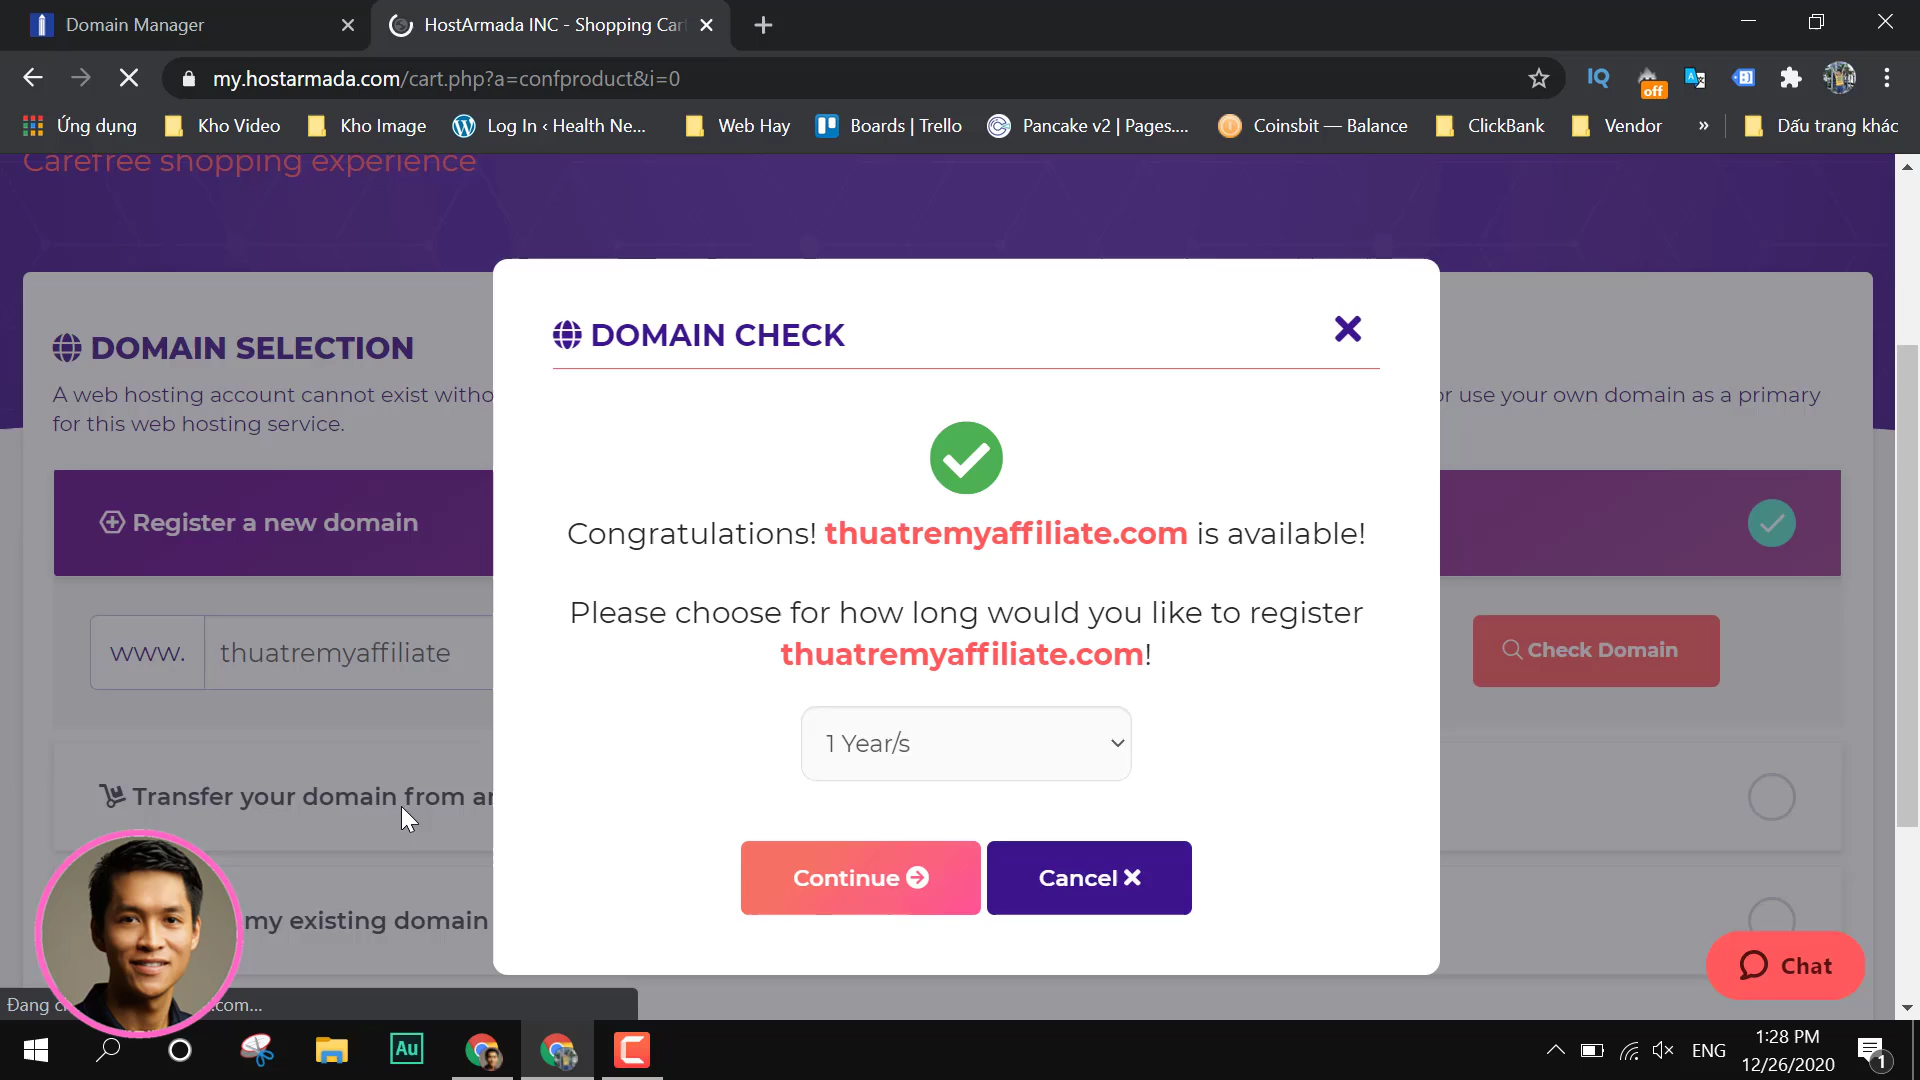 Domain Manager
HostArmada INC - Shopping Car
my.hostarmada.com/cart.php?a=confproduct&i=0
off
Ứng dụng
Kho Video
Kho Image
Log In ‹ Health Ne...
Web Hay
Boards | Trello
Pancake v2 | Pages....
Coinsbit — Balance
ClickBank
Vendor
»
Dấu trang khác
Carefree shopping experience
DOMAIN SELECTION
A web hosting account cannot exist witho
or use your own domain as a primary
for this web hosting service.
Register a new domain
www.
thuatremyaffiliate
Check Domain
Transfer your domain from an
my existing domain
DOMAIN CHECK
Congratulations! thuatremyaffiliate.com is available!
Please choose for how long would you like to register
thuatremyaffiliate.com!
1 Year/s
Continue
Cancel
Chat
Đang c
.com...
Au
ENG
1:28 PM
12/26/2020
1